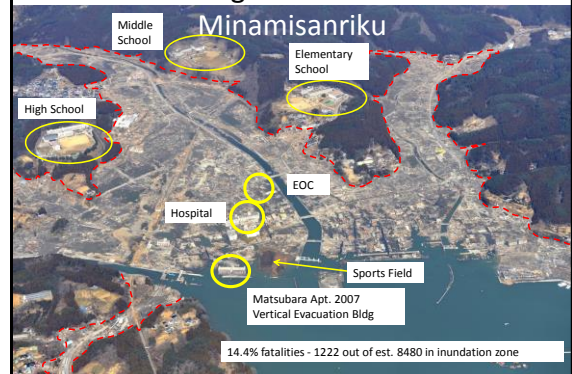 Minamisanriku
Middle
School
Elementary
School
High School
EOC
Hospital
Sports Field
Matsubara Apt. 2007
Vertical Evacuation Bldg
14.4% fatalities - 1222 out of est. 8480 in inundation zone